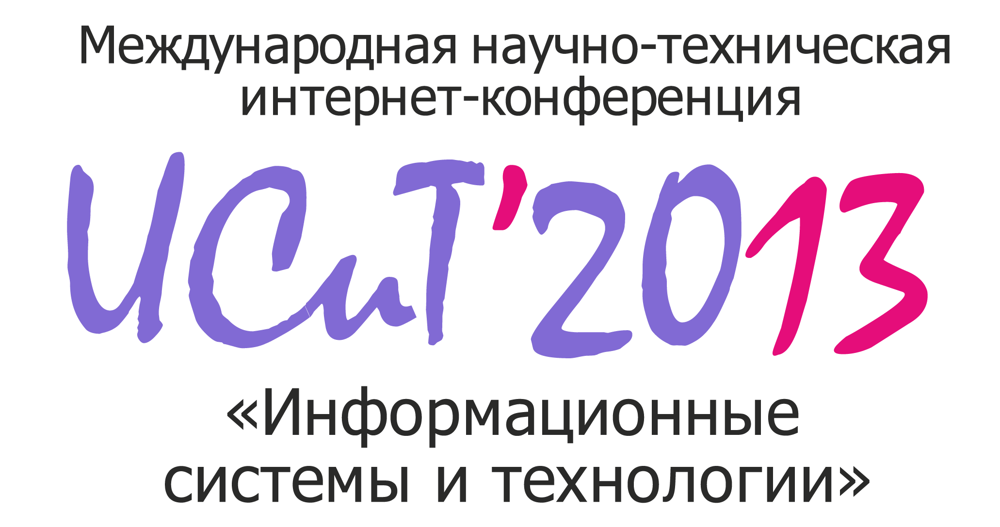 Международная научно-техническая
интернет-конференция
ИСиТ'2013
«Информационные
системы и технологии»